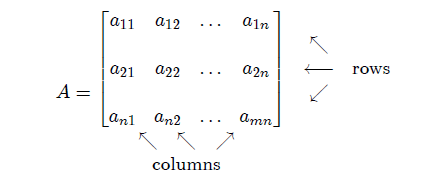 a₁₁ a₁₂ … a₁ₙ
a₂₁ a₂₂ … a₂ₙ rows
A =
aₙ₁ aₙ₂ … aₘₙ
columns